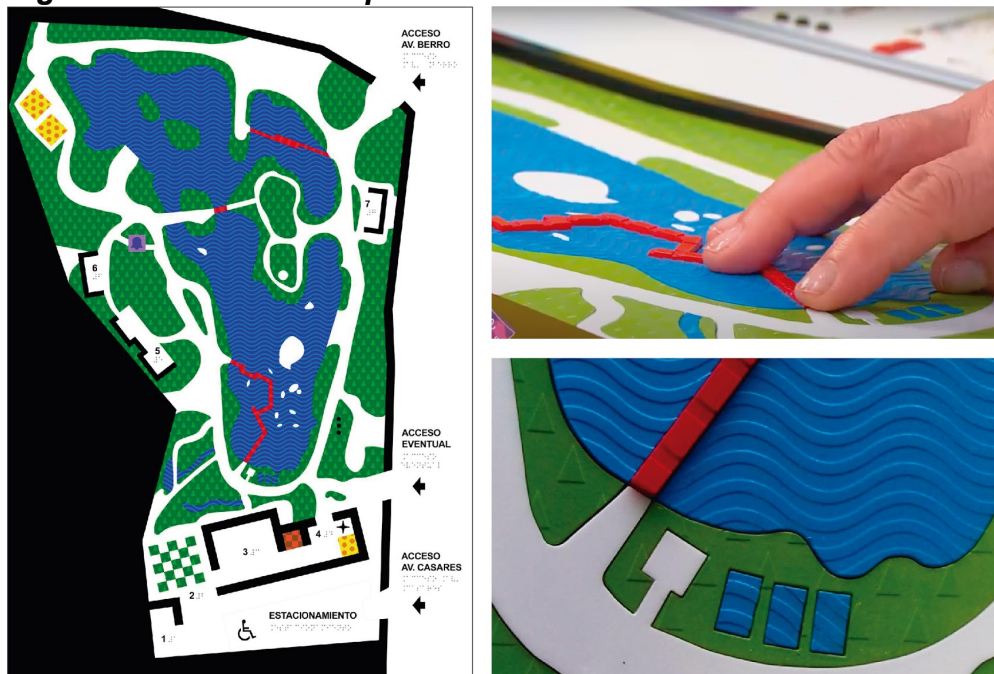 ACCESO
AV. BERRO
7
6
5
ACCESO
EVENTUAL
4
3
ACCESO
AV. CASARES
2
ESTACIONAMIENTO
1